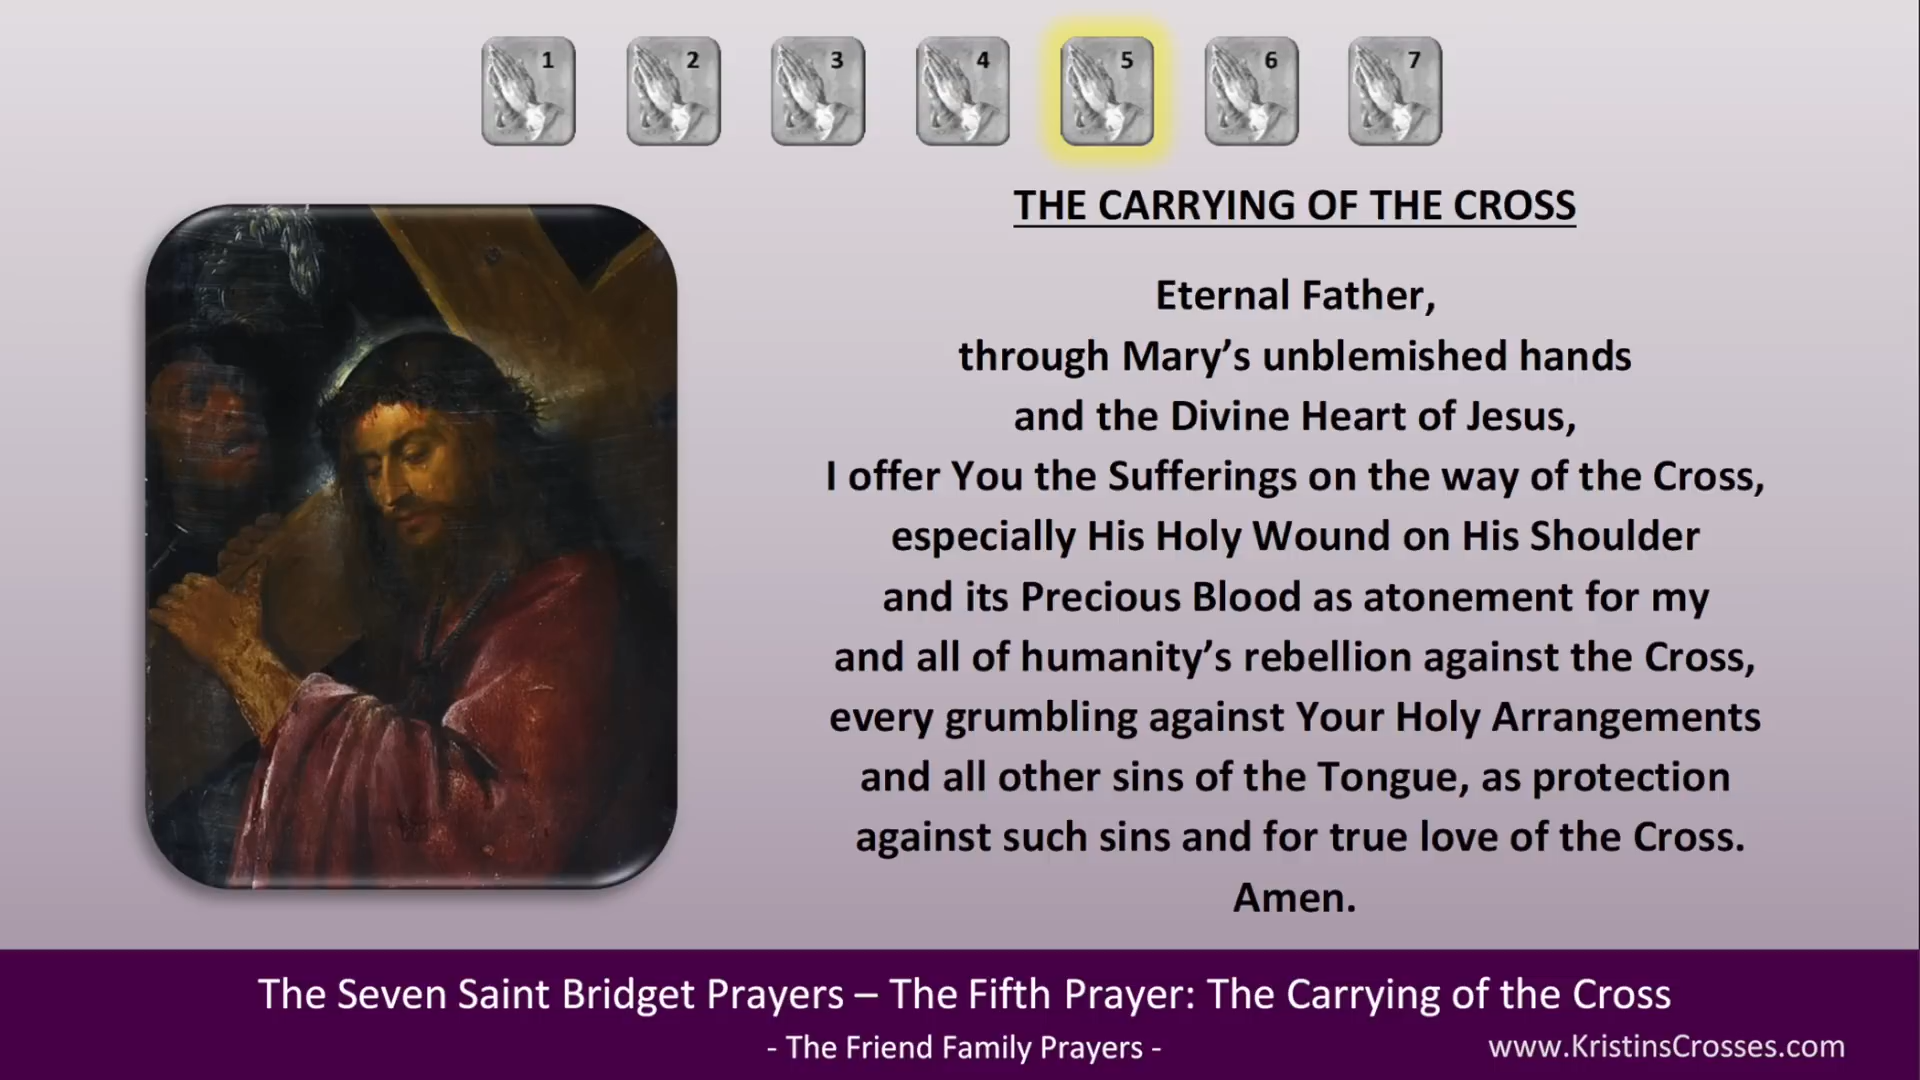 1 2 3 4 5 6 7
THE CARRYING OF THE CROSS
Eternal Father,
through Mary’s unblemished hands
and the Divine Heart of Jesus,
I offer You the Sufferings on the way of the Cross,
especially His Holy Wound on His Shoulder
and its Precious Blood as atonement for my
and all of humanity’s rebellion against the Cross,
every grumbling against Your Holy Arrangements
and all other sins of the Tongue, as protection
against such sins and for true love of the Cross.
Amen.
The Seven Saint Bridget Prayers – The Fifth Prayer: The Carrying of the Cross
- The Friend Family Prayers -
www.KristinsCrosses.com